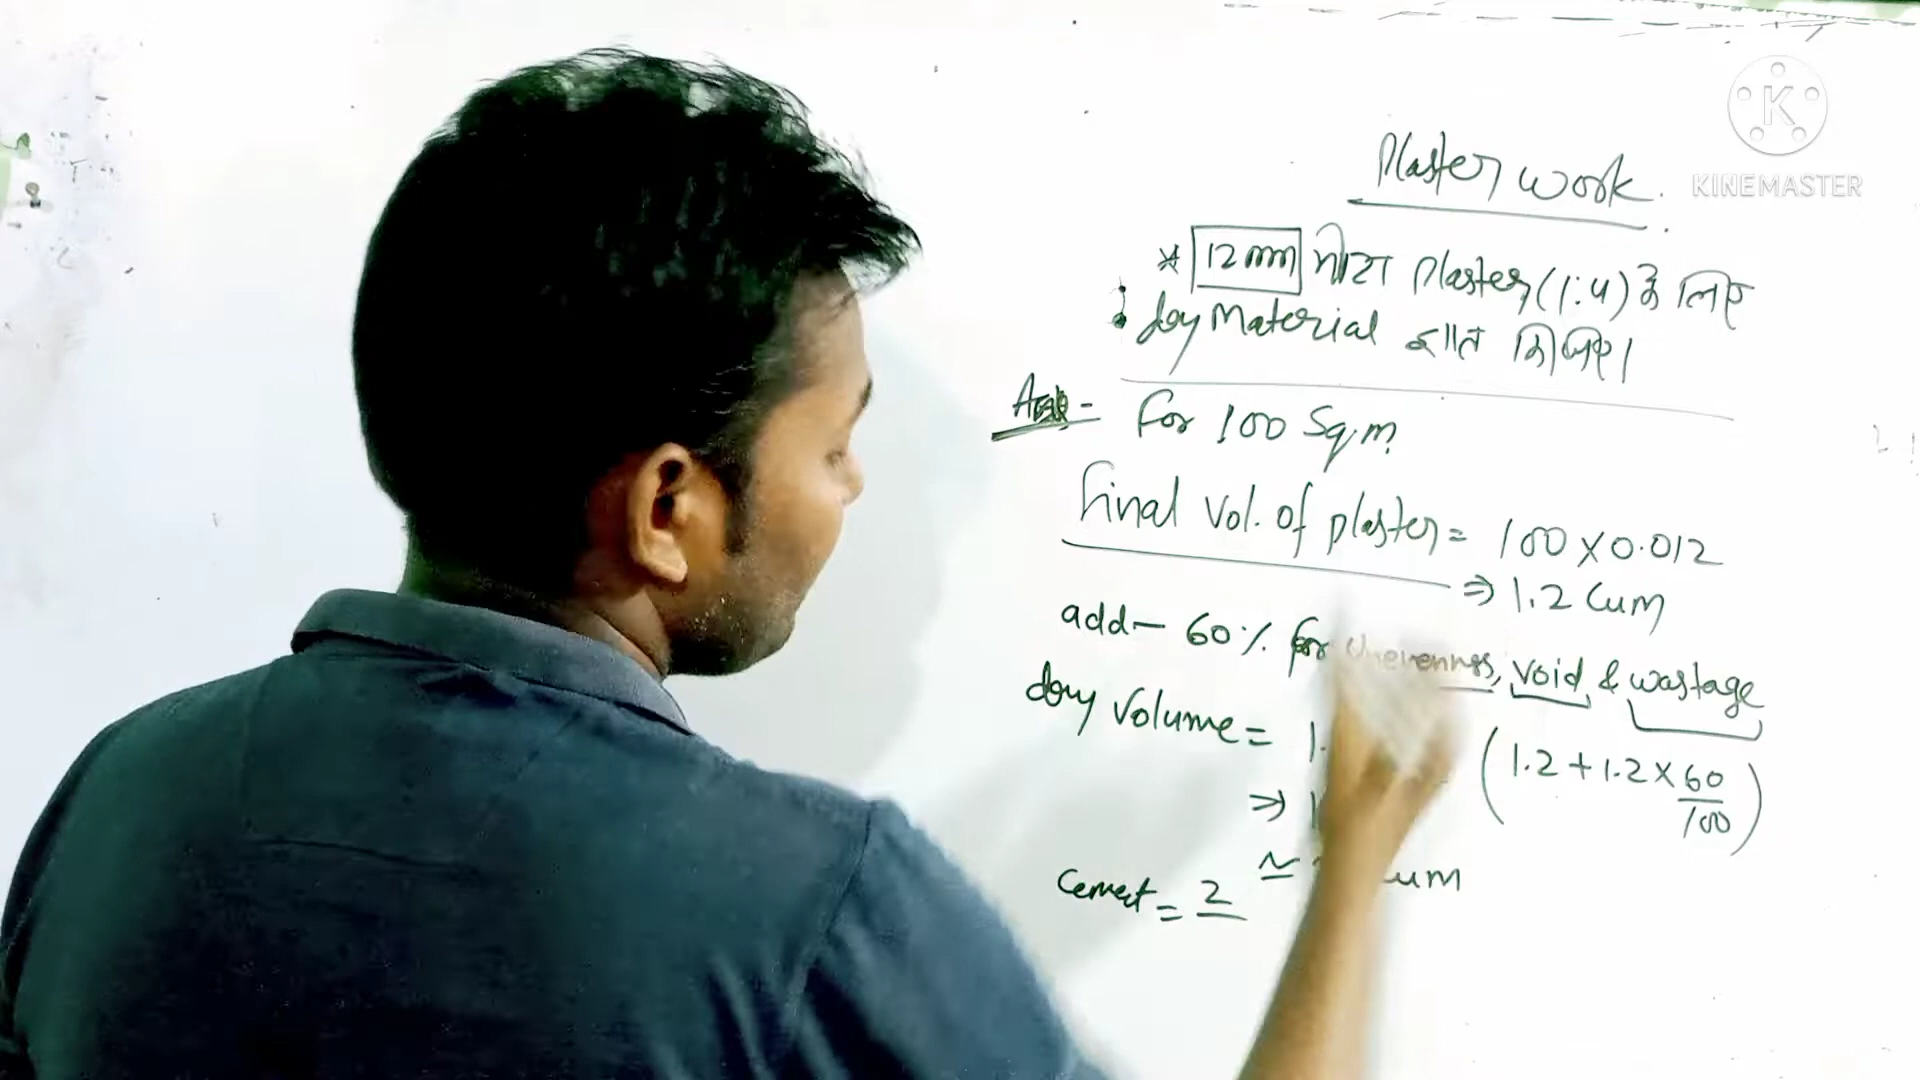 Plaster work.
KINEMASTER
* 12mm मोटा Plaster (1:4) के लिए
dry Material ज्ञात कीजिए।
Ans - For 100 Sq.m
Final Vol. of plaster = 100 × 0.012
⇒ 1.2 Cum
add - 60% for unevenness, void & wastage
dry Volume = (1.2 + 1.2 × 60/100)
⇒
≃ cum
Cement = 2